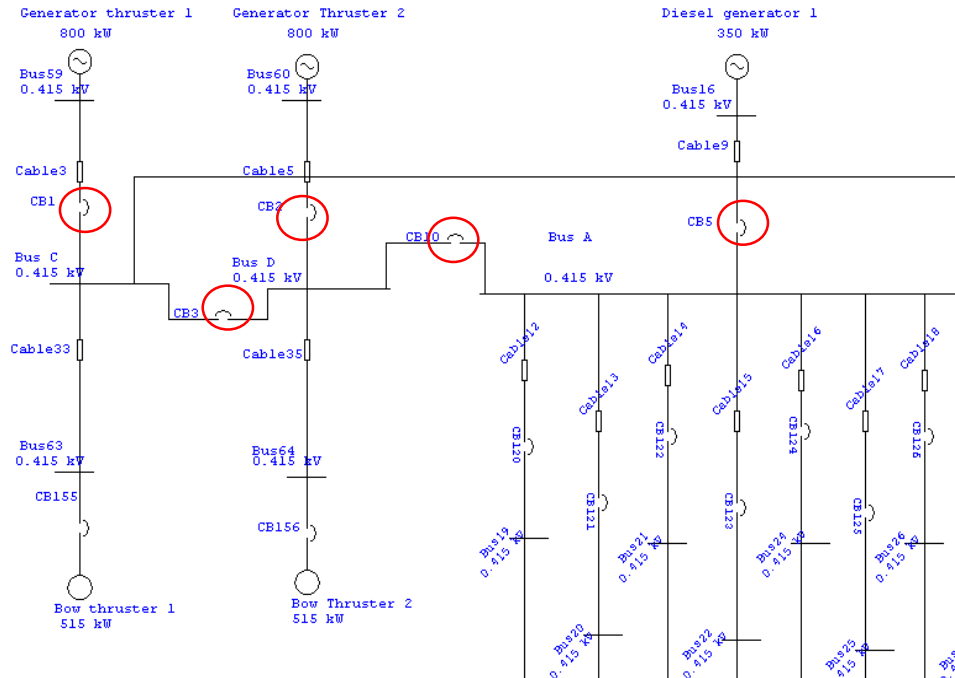 Generator thruster 1
800 kW
Generator Thruster 2
800 kW
Diesel generator 1
350 kW
Bus59
0.415 kV
Bus60
0.415 kV
Bus16
0.415 kV
Cable3
Cable5
Cable9
CB1
CB2
CB5
CB10
Bus A
0.415 kV
Bus C
0.415 kV
Bus D
0.415 kV
CB3
Cable33
Cable35
Cable12
Cable13
Cable14
Cable15
Cable16
Cable17
Cable18
CB120
CB121
CB122
CB123
CB124
CB125
CB126
Bus63
0.415 kV
Bus64
0.415 kV
CB155
CB156
Bus19
0.415 kV
Bus20
0.415 kV
Bus21
0.415 kV
Bus22
0.415 kV
Bus24
0.415 kV
Bus25
415 kV
Bus26
0.415 kV
Bow thruster 1
515 kW
Bow Thruster 2
515 kW